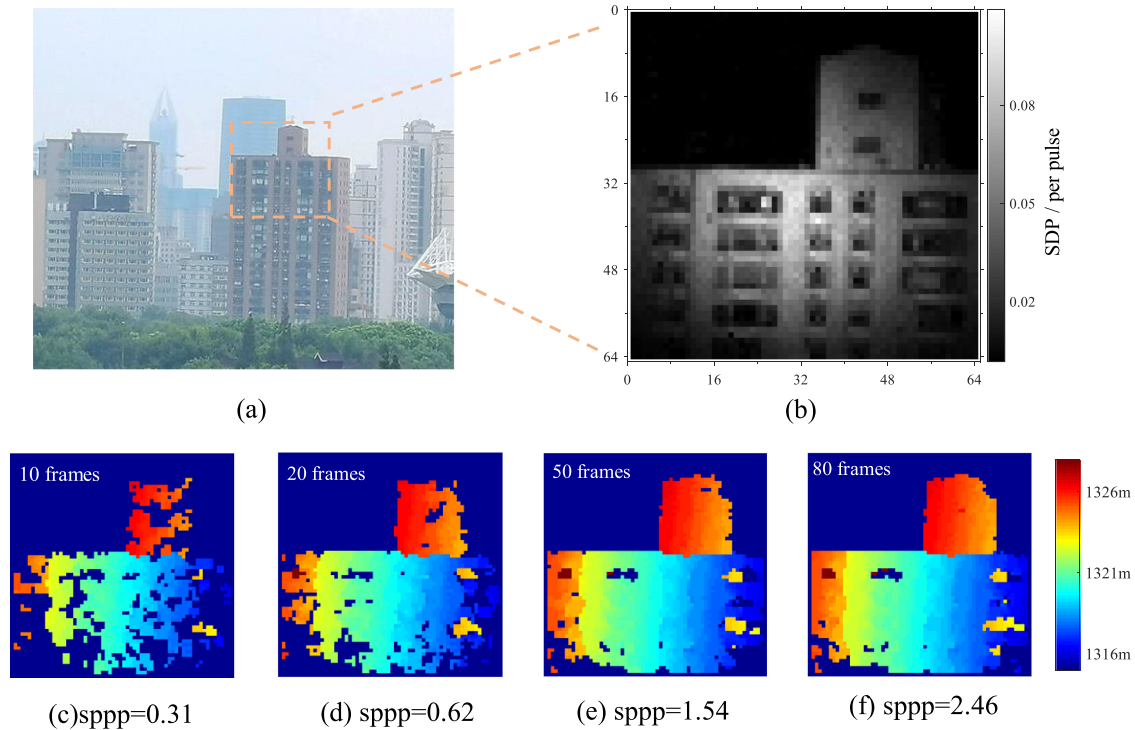 0
16
32
48
64
0
16
32
48
64
0.08
0.05
0.02
SDP / per pulse
(a)
(b)
10 frames
20 frames
50 frames
80 frames
1326m
1321m
1316m
(c)sppp=0.31
(d) sppp=0.62
(e) sppp=1.54
(f) sppp=2.46